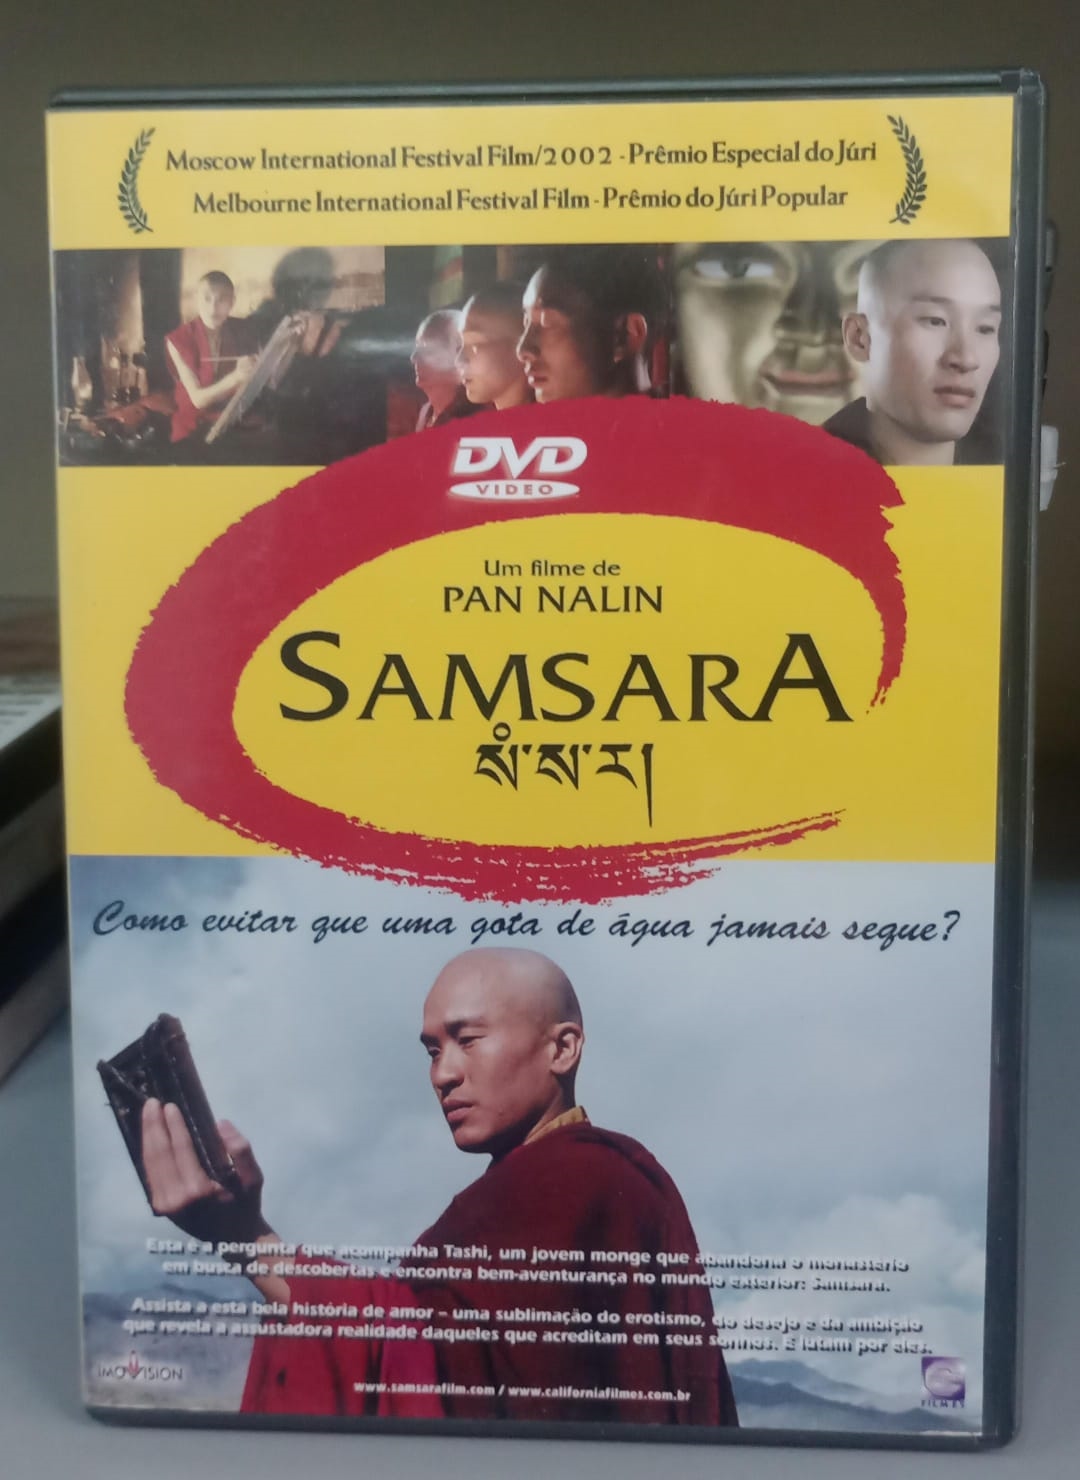 Moscow International Festival Film/2002 - Prêmio Especial do Júri
Melbourne International Festival Film - Prêmio do Júri Popular
DVD
VIDEO
Um filme de
PAN NALIN
SAMSARA
སཾ་ས་ར།
Como evitar que uma gota de água jamais seque?
Esta é a pergunta que acompanha Tashi, um jovem monge que abandona o monastério
em busca de descobertas e encontra bem-aventurança no mundo exterior: Samsara.
Assista a esta bela história de amor – uma sublimação do erotismo, do desejo e da ambição
que revela a assustadora realidade daqueles que acreditam em seus sonhos. E lutam por eles.
IMOVISION
FILMES
www.samsarafilm.com / www.californiafilmes.com.br